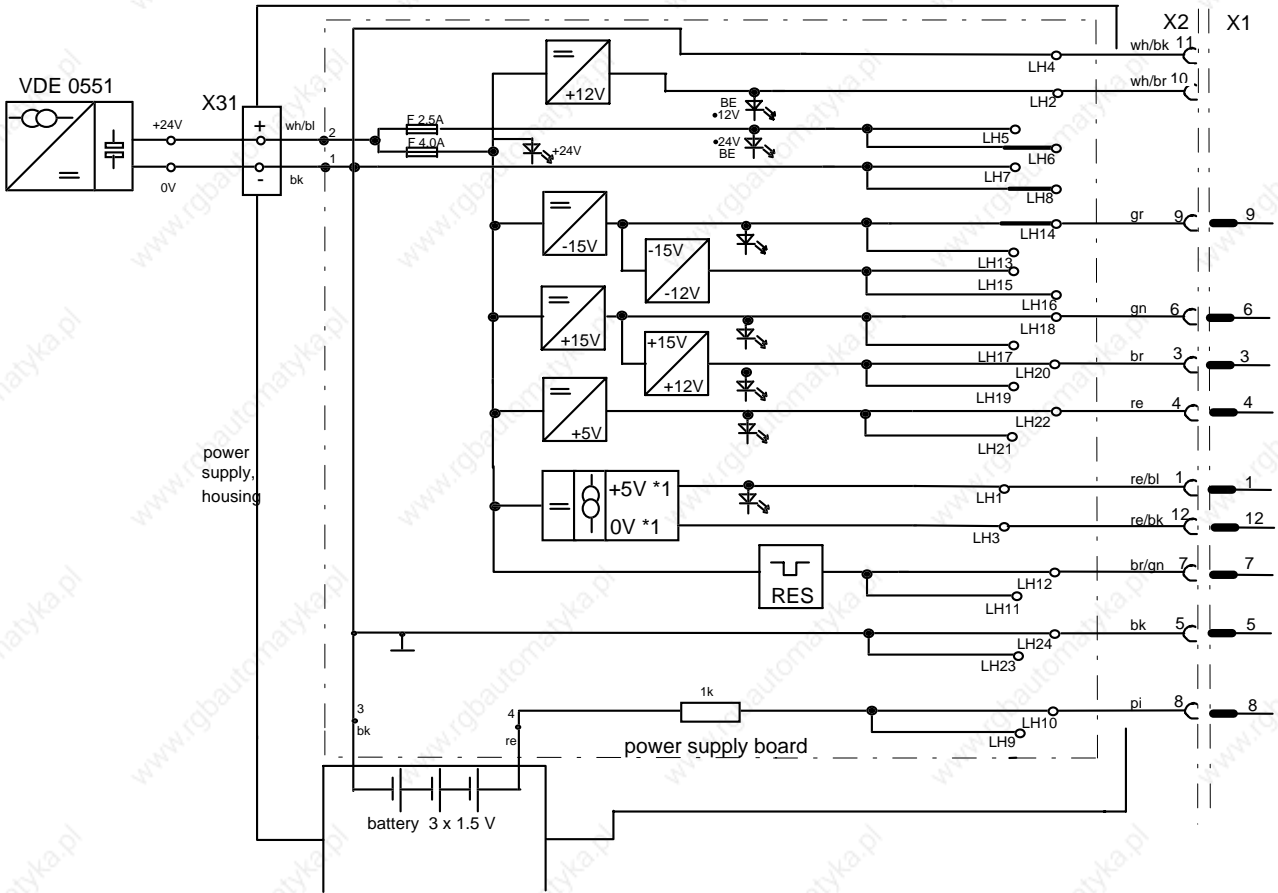 X2 X1
wh/bk 11
LH4
VDE 0551
+12V
wh/br 10
LH2
X31
BE
•12V
+24V
+
wh/bl
2
F 2.5A
F 4.0A
+24V
•24V
BE
LH5
LH6
0V
-
1
bk
LH7
LH8
-15V
gr 9 9
LH14
LH13
-15V
-12V
LH15
LH16
+15V
gn 6 6
LH18
LH17
+15V
+12V
br 3 3
LH20
LH19
+5V
re 4 4
LH22
LH21
power
supply,
housing
+5V *1
0V *1
re/bl 1 1
LH1
re/bk 12 12
LH3
RES
br/gn 7 7
LH12
LH11
bk 5 5
LH24
LH23
3
bk
4
re
1k
pi 8 8
LH10
LH9
power supply board
battery 3 x 1.5 V
www.rgbautomatyka.pl